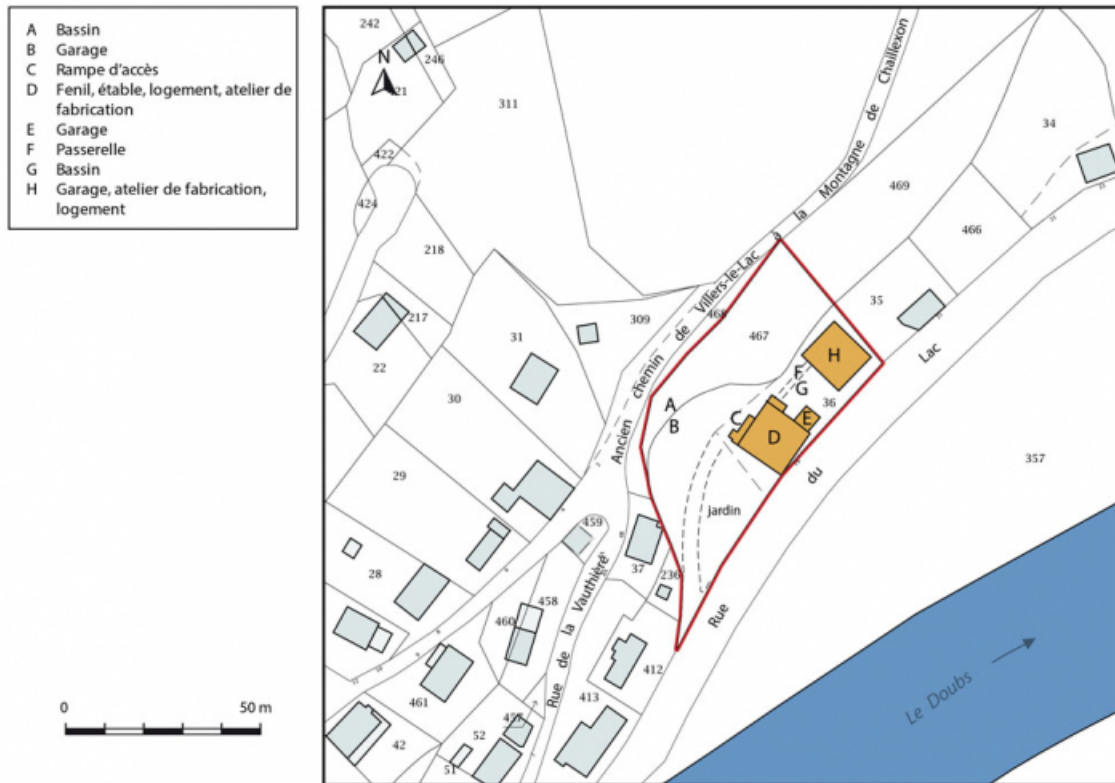 A Bassin
B Garage
C Rampe d'accès
D Fenil, étable, logement, atelier de
fabrication
E Garage
F Passerelle
G Bassin
H Garage, atelier de fabrication,
logement
0 50 m
242
246
N
21
311
422
424
218
217
22
31
309
30
29
28
459
458
460
461
42
52
51
457
413
412
37
236
468
467
469
466
34
35
36
357
Ancien chemin de Villers-le-Lac à la Montagne de Chaillexon
A
B
C
D
E
F
G
H
jardin
Rue du Lac
Rue de la Vauthière
Le Doubs